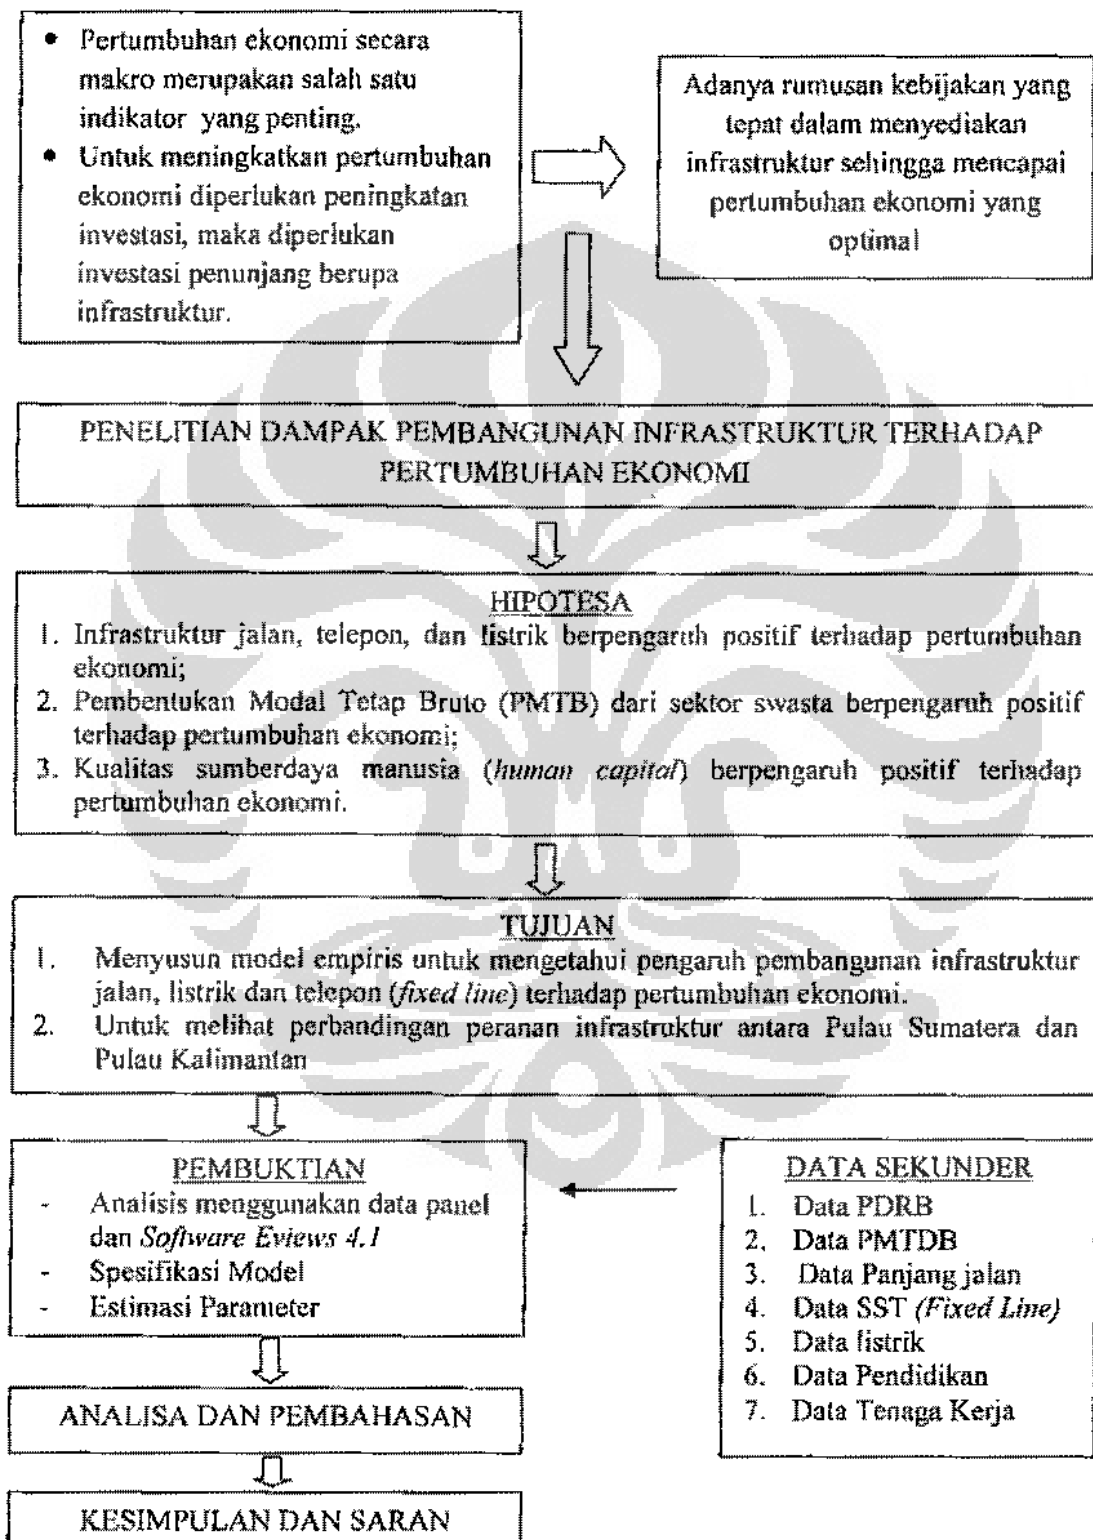 • Pertumbuhan ekonomi secara
makro merupakan salah satu
indikator yang penting.
• Untuk meningkatkan pertumbuhan
ekonomi diperlukan peningkatan
investasi, maka diperlukan
investasi penunjang berupa
infrastruktur.
Adanya rumusan kebijakan yang
tepat dalam menyediakan
infrastruktur sehingga mencapai
pertumbuhan ekonomi yang
optimal
PENELITIAN DAMPAK PEMBANGUNAN INFRASTRUKTUR TERHADAP
PERTUMBUHAN EKONOMI
HIPOTESA
1. Infrastruktur jalan, telepon, dan listrik berpengaruh positif terhadap pertumbuhan
ekonomi;
2. Pembentukan Modal Tetap Bruto (PMTB) dari sektor swasta berpengaruh positif
terhadap pertumbuhan ekonomi;
3. Kualitas sumberdaya manusia (human capital) berpengaruh positif terhadap
pertumbuhan ekonomi.
TUJUAN
1. Menyusun model empiris untuk mengetahui pengaruh pembangunan infrastruktur
jalan, listrik dan telepon (fixed line) terhadap pertumbuhan ekonomi.
2. Untuk melihat perbandingan peranan infrastruktur antara Pulau Sumatera dan
Pulau Kalimantan
PEMBUKTIAN
- Analisis menggunakan data panel
dan Software Eviews 4.1
- Spesifikasi Model
- Estimasi Parameter
DATA SEKUNDER
1. Data PDRB
2. Data PMTDB
3. Data Panjang jalan
4. Data SST (Fixed Line)
5. Data listrik
6. Data Pendidikan
7. Data Tenaga Kerja
ANALISA DAN PEMBAHASAN
KESIMPULAN DAN SARAN